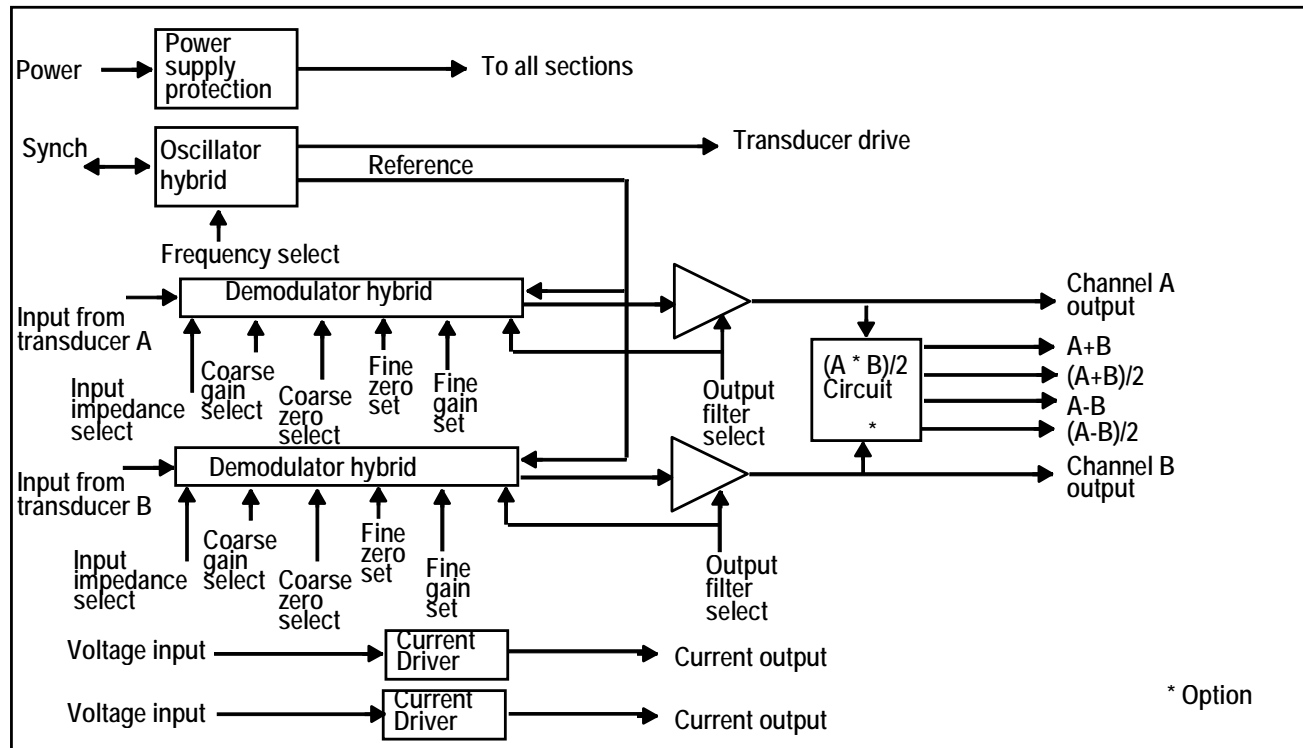 Power
Power
supply
protection
To all sections
Synch
Oscillator
hybrid
Transducer drive
Reference
Frequency select
Demodulator hybrid
Input from
transducer A
Channel A
output
Input
impedance
select
Coarse
gain
select
Coarse
zero
select
Fine
zero
set
Fine
gain
set
Output
filter
select
(A * B)/2
Circuit
*
A+B
(A+B)/2
A-B
(A-B)/2
Demodulator hybrid
Input from
transducer B
Channel B
output
Input
impedance
select
Coarse
gain
select
Coarse
zero
select
Fine
zero
set
Fine
gain
set
Output
filter
select
Voltage input
Current
Driver
Current output
Voltage input
Current
Driver
Current output
* Option